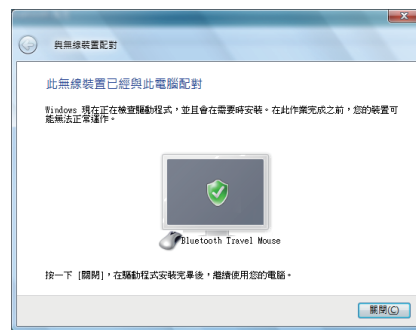 與無線裝置配對
此無線裝置已經與此電腦配對
Windows 現在正在檢查驅動程式，並且會在需要時安裝。在此作業完成之前，您的裝置可
能無法正常運作。
Bluetooth Travel Mouse
按一下 [關閉]，在驅動程式安裝完畢後，繼續使用您的電腦。
關閉(C)